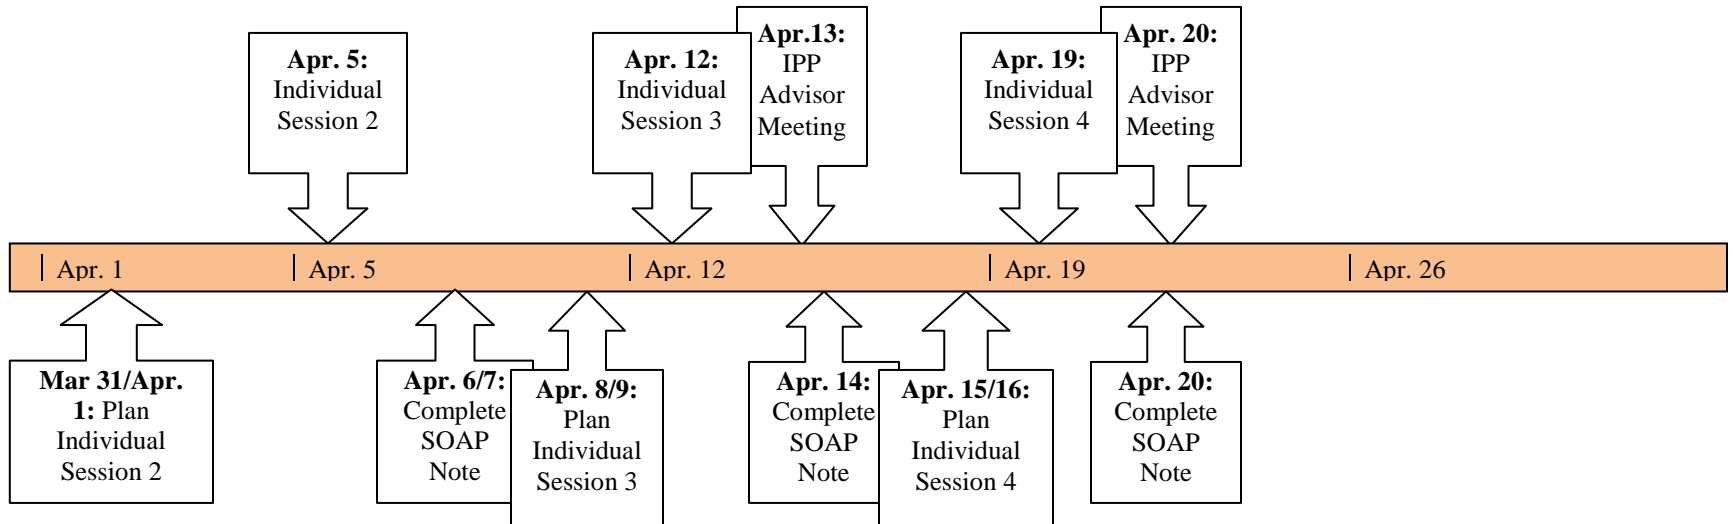 Apr. 5:
Individual
Session 2
Apr. 12:
Individual
Session 3
Apr.13:
IPP
Advisor
Meeting
Apr. 19:
Individual
Session 4
Apr. 20:
IPP
Advisor
Meeting
Apr. 1
Apr. 5
Apr. 12
Apr. 19
Apr. 26
Mar 31/Apr.
1: Plan
Individual
Session 2
Apr. 6/7:
Complete
SOAP
Note
Apr. 8/9:
Plan
Individual
Session 3
Apr. 14:
Complete
SOAP
Note
Apr. 15/16:
Plan
Individual
Session 4
Apr. 20:
Complete
SOAP
Note